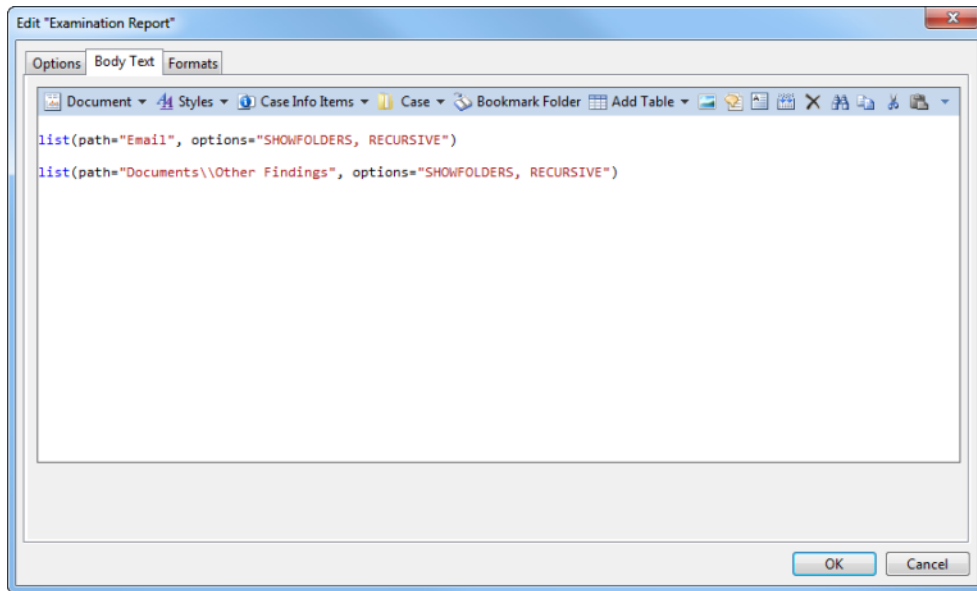 Edit "Examination Report"
Options Body Text Formats
Document Styles Case Info Items Case Bookmark Folder Add Table
list(path="Email", options="SHOWFOLDERS, RECURSIVE")
list(path="Documents\\Other Findings", options="SHOWFOLDERS, RECURSIVE")
OK Cancel